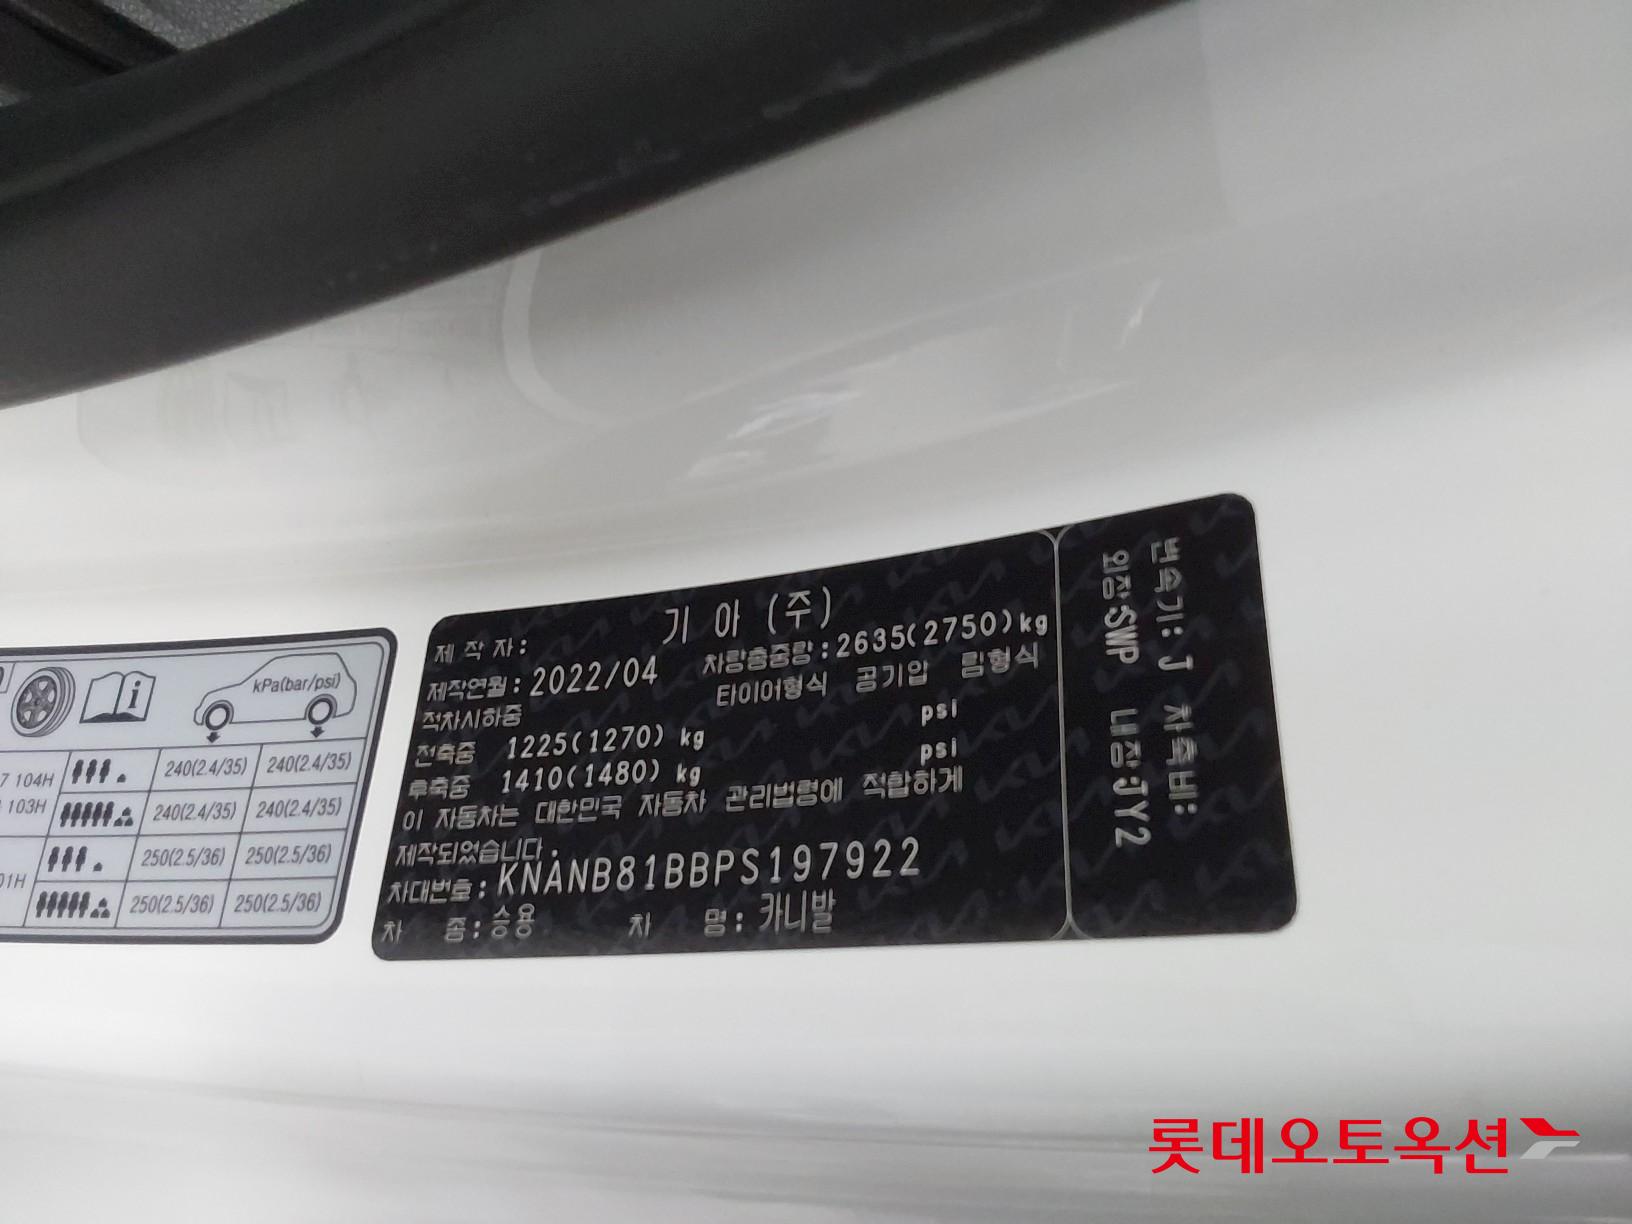 kPa(bar/psi)
7 104H 240(2.4/35) 240(2.4/35)
103H 240(2.4/35) 240(2.4/35)
250(2.5/36) 250(2.5/36)
01H 250(2.5/36) 250(2.5/36)
제 작 자: 기 아 (주)
제작연월: 2022/04 차량총중량: 2635(2750)kg
적차시하중 타이어형식 공기압 림형식
전축중 1225(1270) kg psi
후축중 1410(1480) kg psi
이 자동차는 대한민국 자동차 관리법령에 적합하게
제작되었습니다.
차대번호: KNANB81BBPS197922
차 종: 승용 차 명: 카니발
변속기: J 차축비:
외장:SWP 내장:JY2
롯데오토옥션